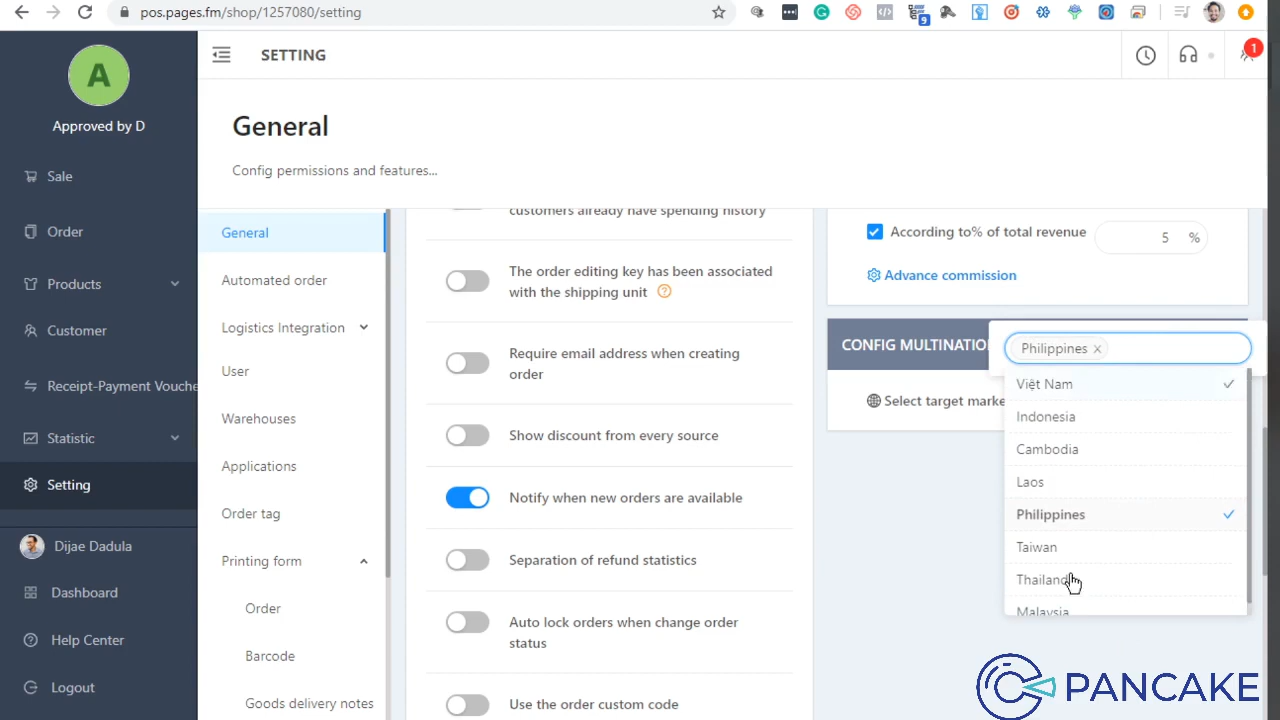 pos.pages.fm/shop/1257080/setting
9
A
Approved by D
Sale
Order
Products
Customer
Receipt-Payment Vouche
Statistic
Setting
Dijae Dadula
Dashboard
Help Center
Logout
SETTING
1
General
Config permissions and features...
General
Automated order
Logistics Integration
User
Warehouses
Applications
Order tag
Printing form
Order
Barcode
Goods delivery notes
customers already have spending history
The order editing key has been associated
with the shipping unit
Require email address when creating
order
Show discount from every source
Notify when new orders are available
Separation of refund statistics
Auto lock orders when change order
status
Use the order custom code
According to% of total revenue 5 %
Advance commission
CONFIG MULTINATION
Select target marke
Philippines
Việt Nam
Indonesia
Cambodia
Laos
Philippines
Taiwan
Thailand
Malaysia
PANCAKE